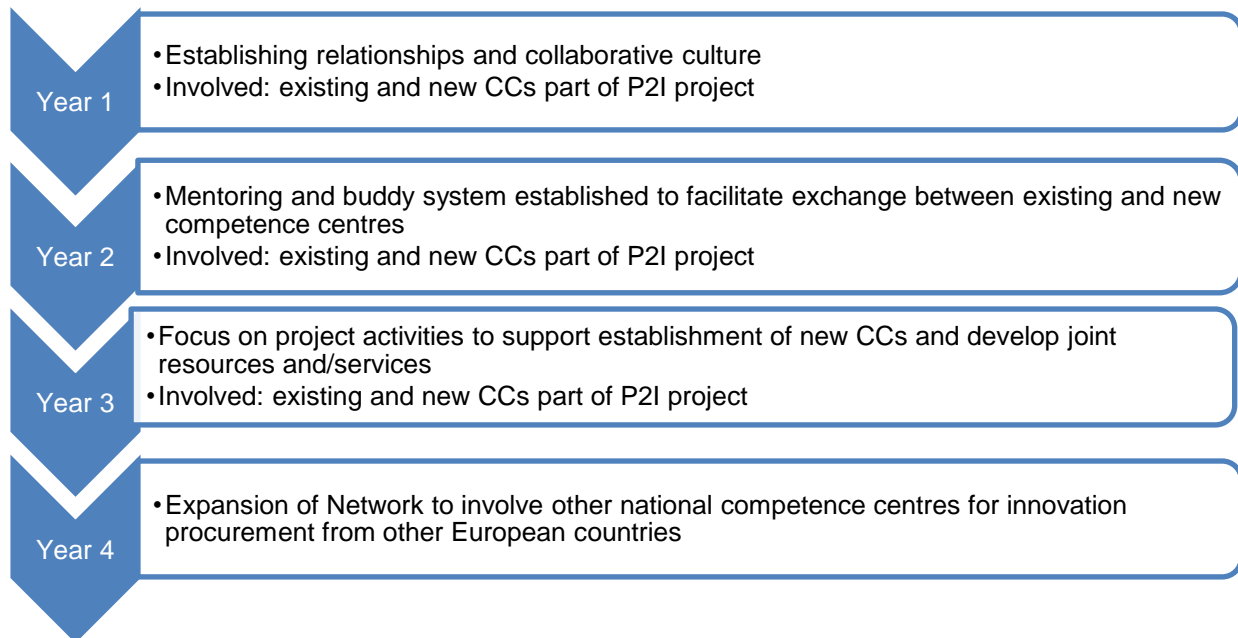 Year 1
•Establishing relationships and collaborative culture
•Involved: existing and new CCs part of P2I project
Year 2
•Mentoring and buddy system established to facilitate exchange between existing and new
competence centres
•Involved: existing and new CCs part of P2I project
Year 3
•Focus on project activities to support establishment of new CCs and develop joint
resources and/services
•Involved: existing and new CCs part of P2I project
Year 4
•Expansion of Network to involve other national competence centres for innovation
procurement from other European countries